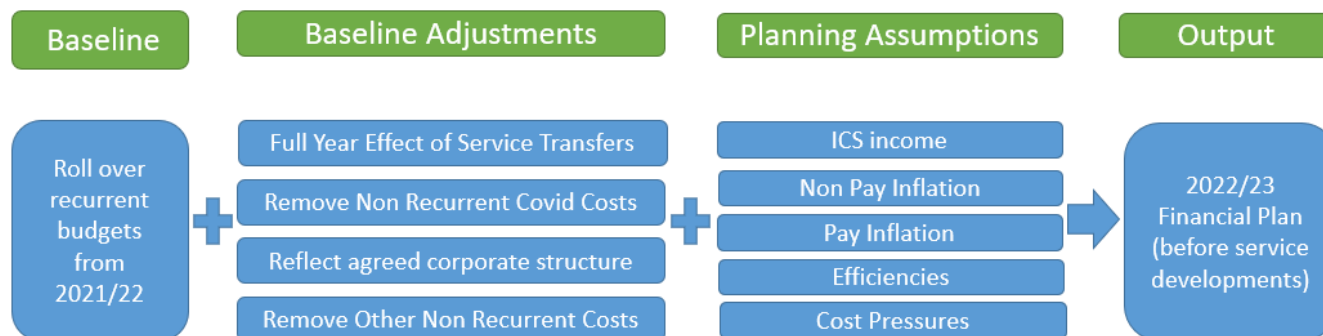 Baseline
Baseline Adjustments
Planning Assumptions
Output
Roll over
recurrent
budgets
from
2021/22
Full Year Effect of Service Transfers
Remove Non Recurrent Covid Costs
Reflect agreed corporate structure
Remove Other Non Recurrent Costs
ICS income
Non Pay Inflation
Pay Inflation
Efficiencies
Cost Pressures
2022/23
Financial Plan
(before service
developments)